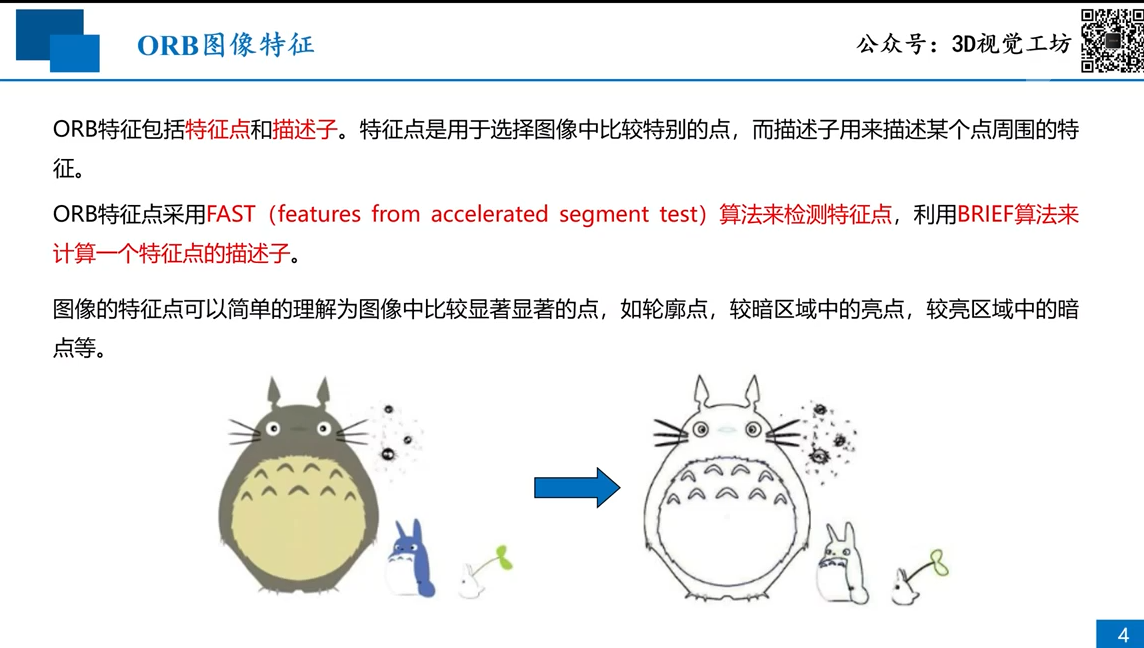 ORB图像特征
公众号：3D视觉工坊
ORB特征包括特征点和描述子。特征点是用于选择图像中比较特别的点，而描述子用来描述某个点周围的特
征。
ORB特征点采用FAST（features from accelerated segment test）算法来检测特征点，利用BRIEF算法来
计算一个特征点的描述子。
图像的特征点可以简单的理解为图像中比较显著显著的点，如轮廓点，较暗区域中的亮点，较亮区域中的暗
点等。
4